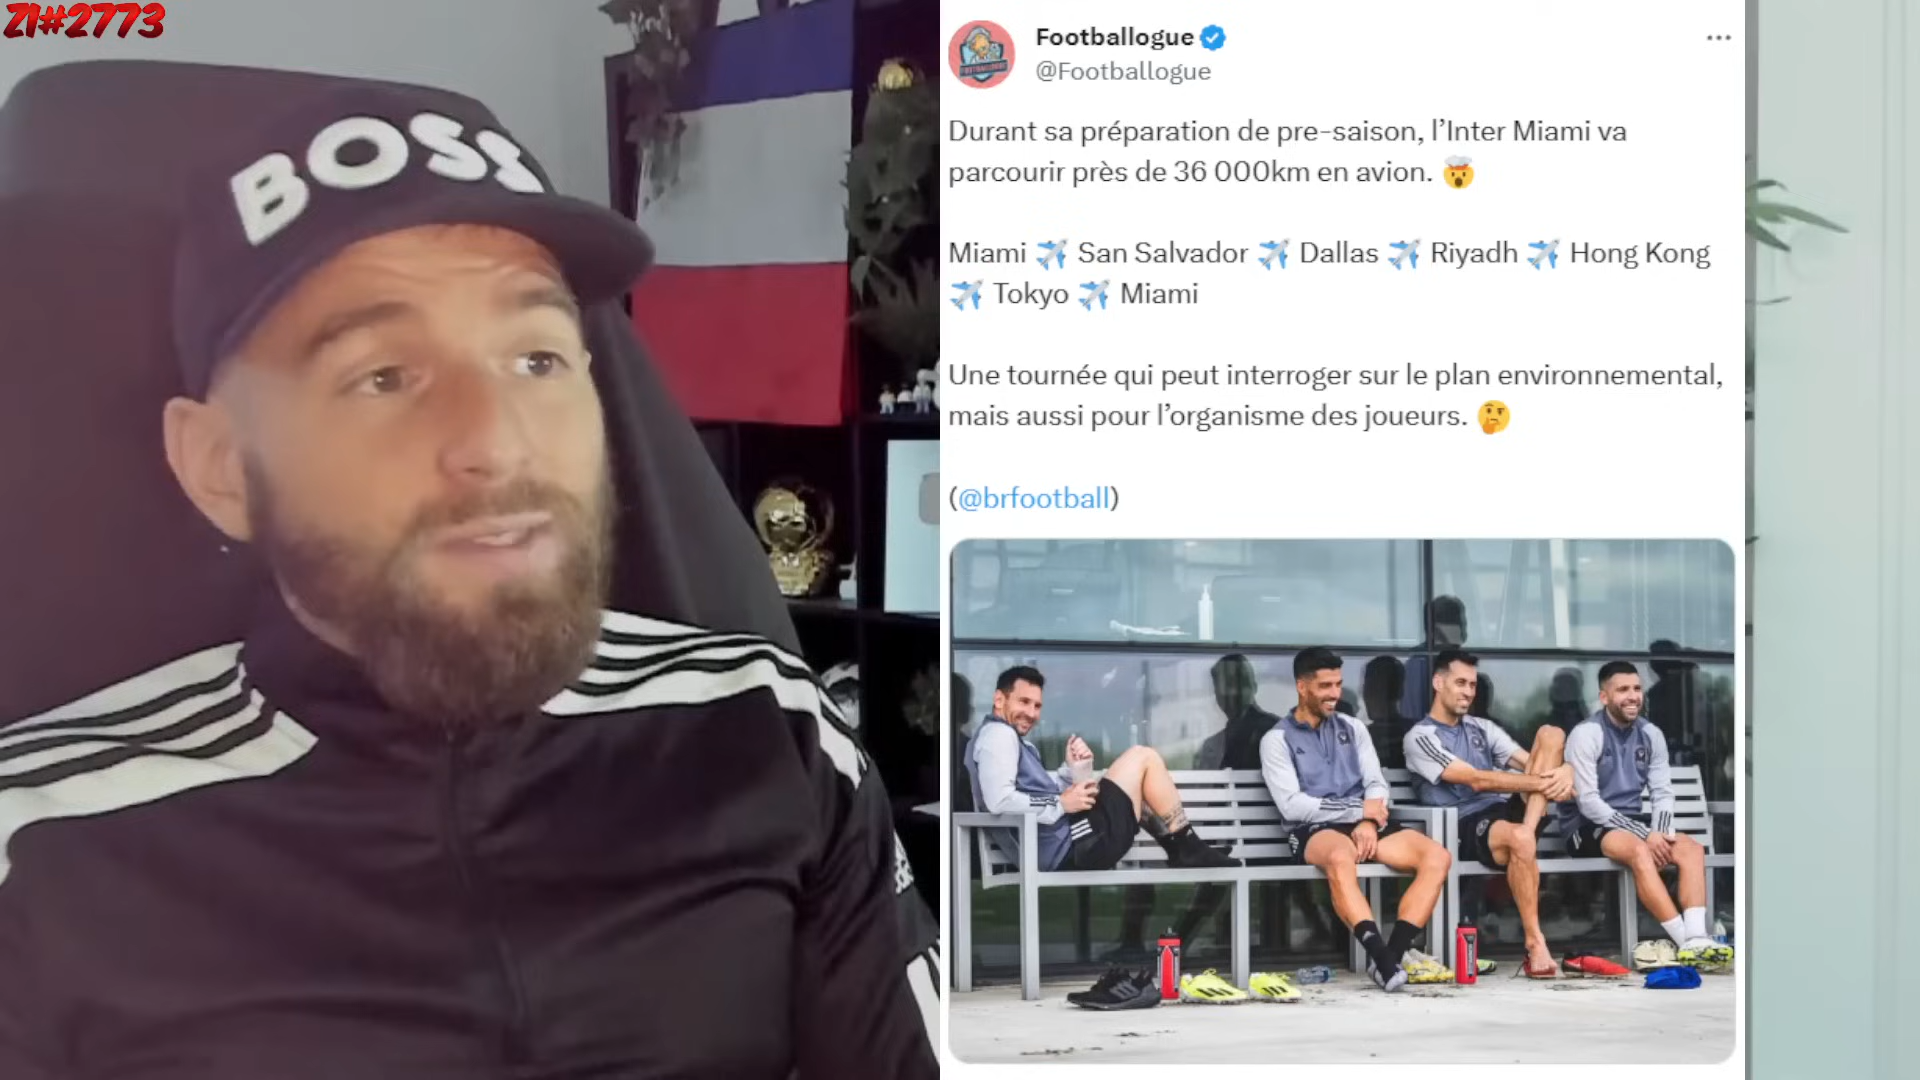 ZI#2773
BOSS
Footballogue
@Footballogue
Durant sa préparation de pre-saison, l’Inter Miami va
parcourir près de 36 000km en avion. 🤯
Miami ✈️ San Salvador ✈️ Dallas ✈️ Riyadh ✈️ Hong Kong
✈️ Tokyo ✈️ Miami
Une tournée qui peut interroger sur le plan environnemental,
mais aussi pour l’organisme des joueurs. 🤔
(@brfootball)